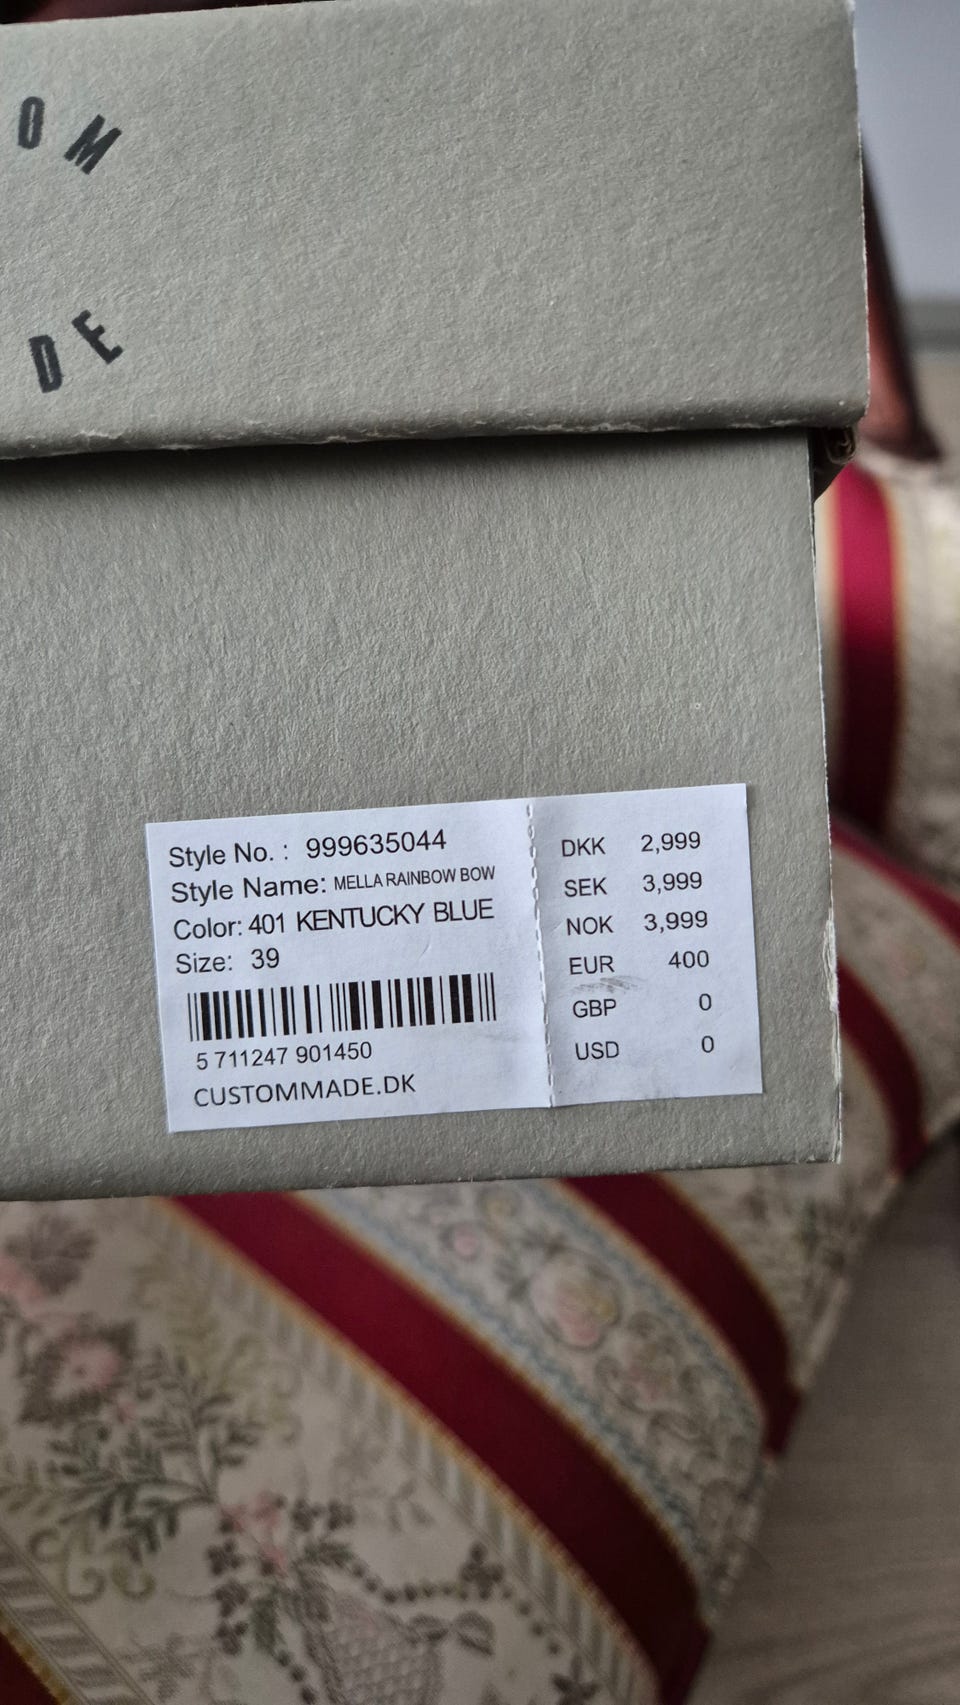 OM
DE
Style No. : 999635044
Style Name: MELLA RAINBOW BOW
Color: 401 KENTUCKY BLUE
Size: 39
5 711247 901450
CUSTOMMADE.DK
DKK 2,999
SEK 3,999
NOK 3,999
EUR 400
GBP 0
USD 0